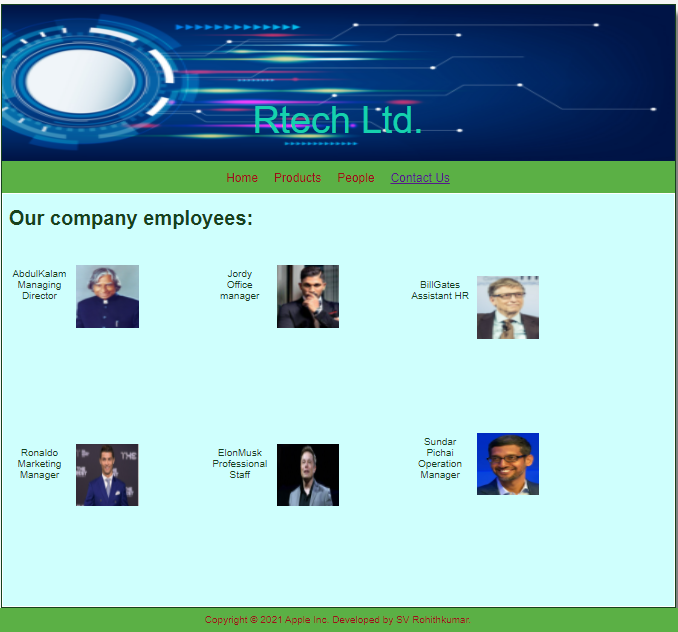 Rtech Ltd.
Home Products People Contact Us
Our company employees:
AbdulKalam
Managing
Director
Jordy
Office
manager
BillGates
Assistant HR
Ronaldo
Marketing
Manager
ElonMusk
Professional
Staff
Sundar
Pichai
Operation
Manager
Copyright © 2021 Apple Inc. Developed by SV Rohithkumar.